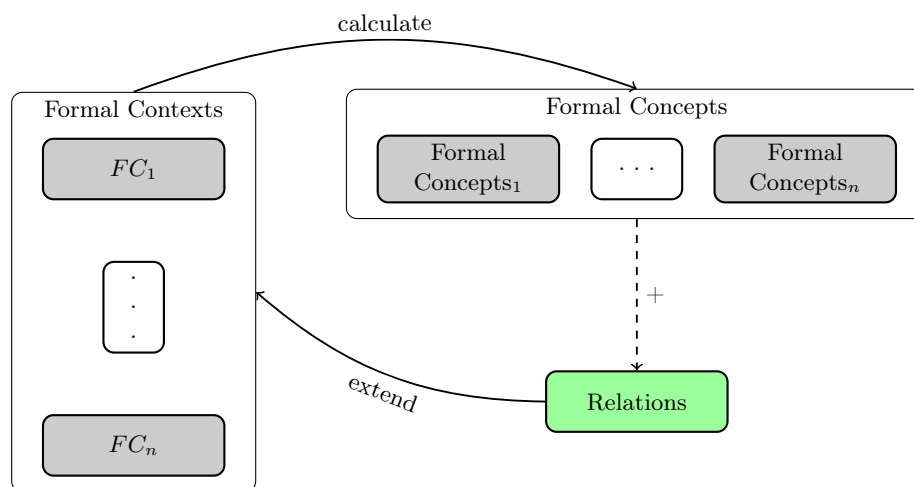 calculate
Formal Contexts
FC₁
.
.
.
FCₙ
Formal Concepts
Formal
Concepts₁
. . .
Formal
Conceptsₙ
+
extend
Relations